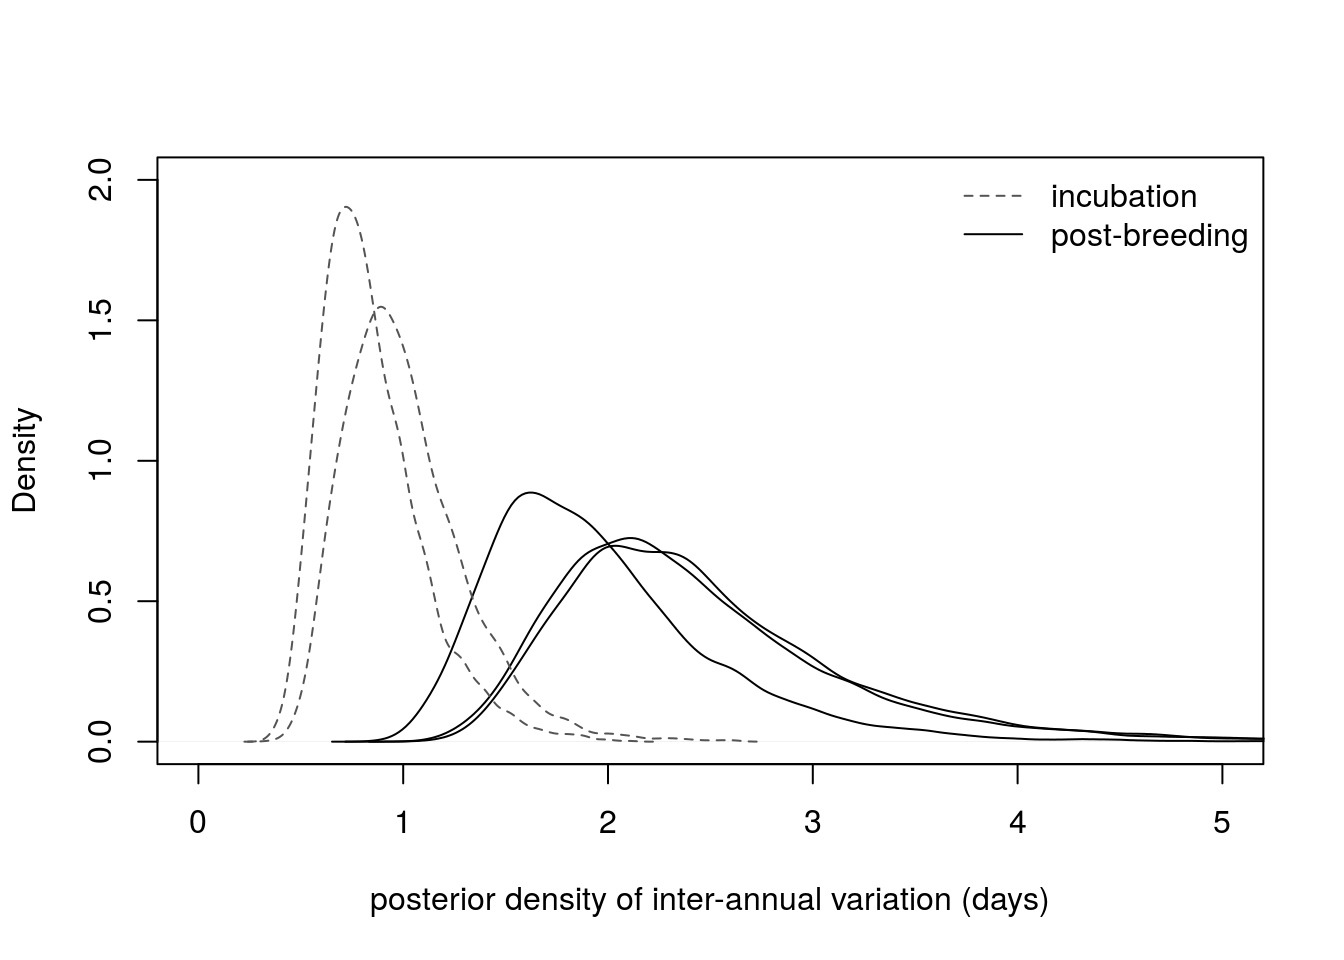 incubation
post-breeding
Density
0.0
0.5
1.0
1.5
2.0
0 1 2 3 4 5
posterior density of inter-annual variation (days)